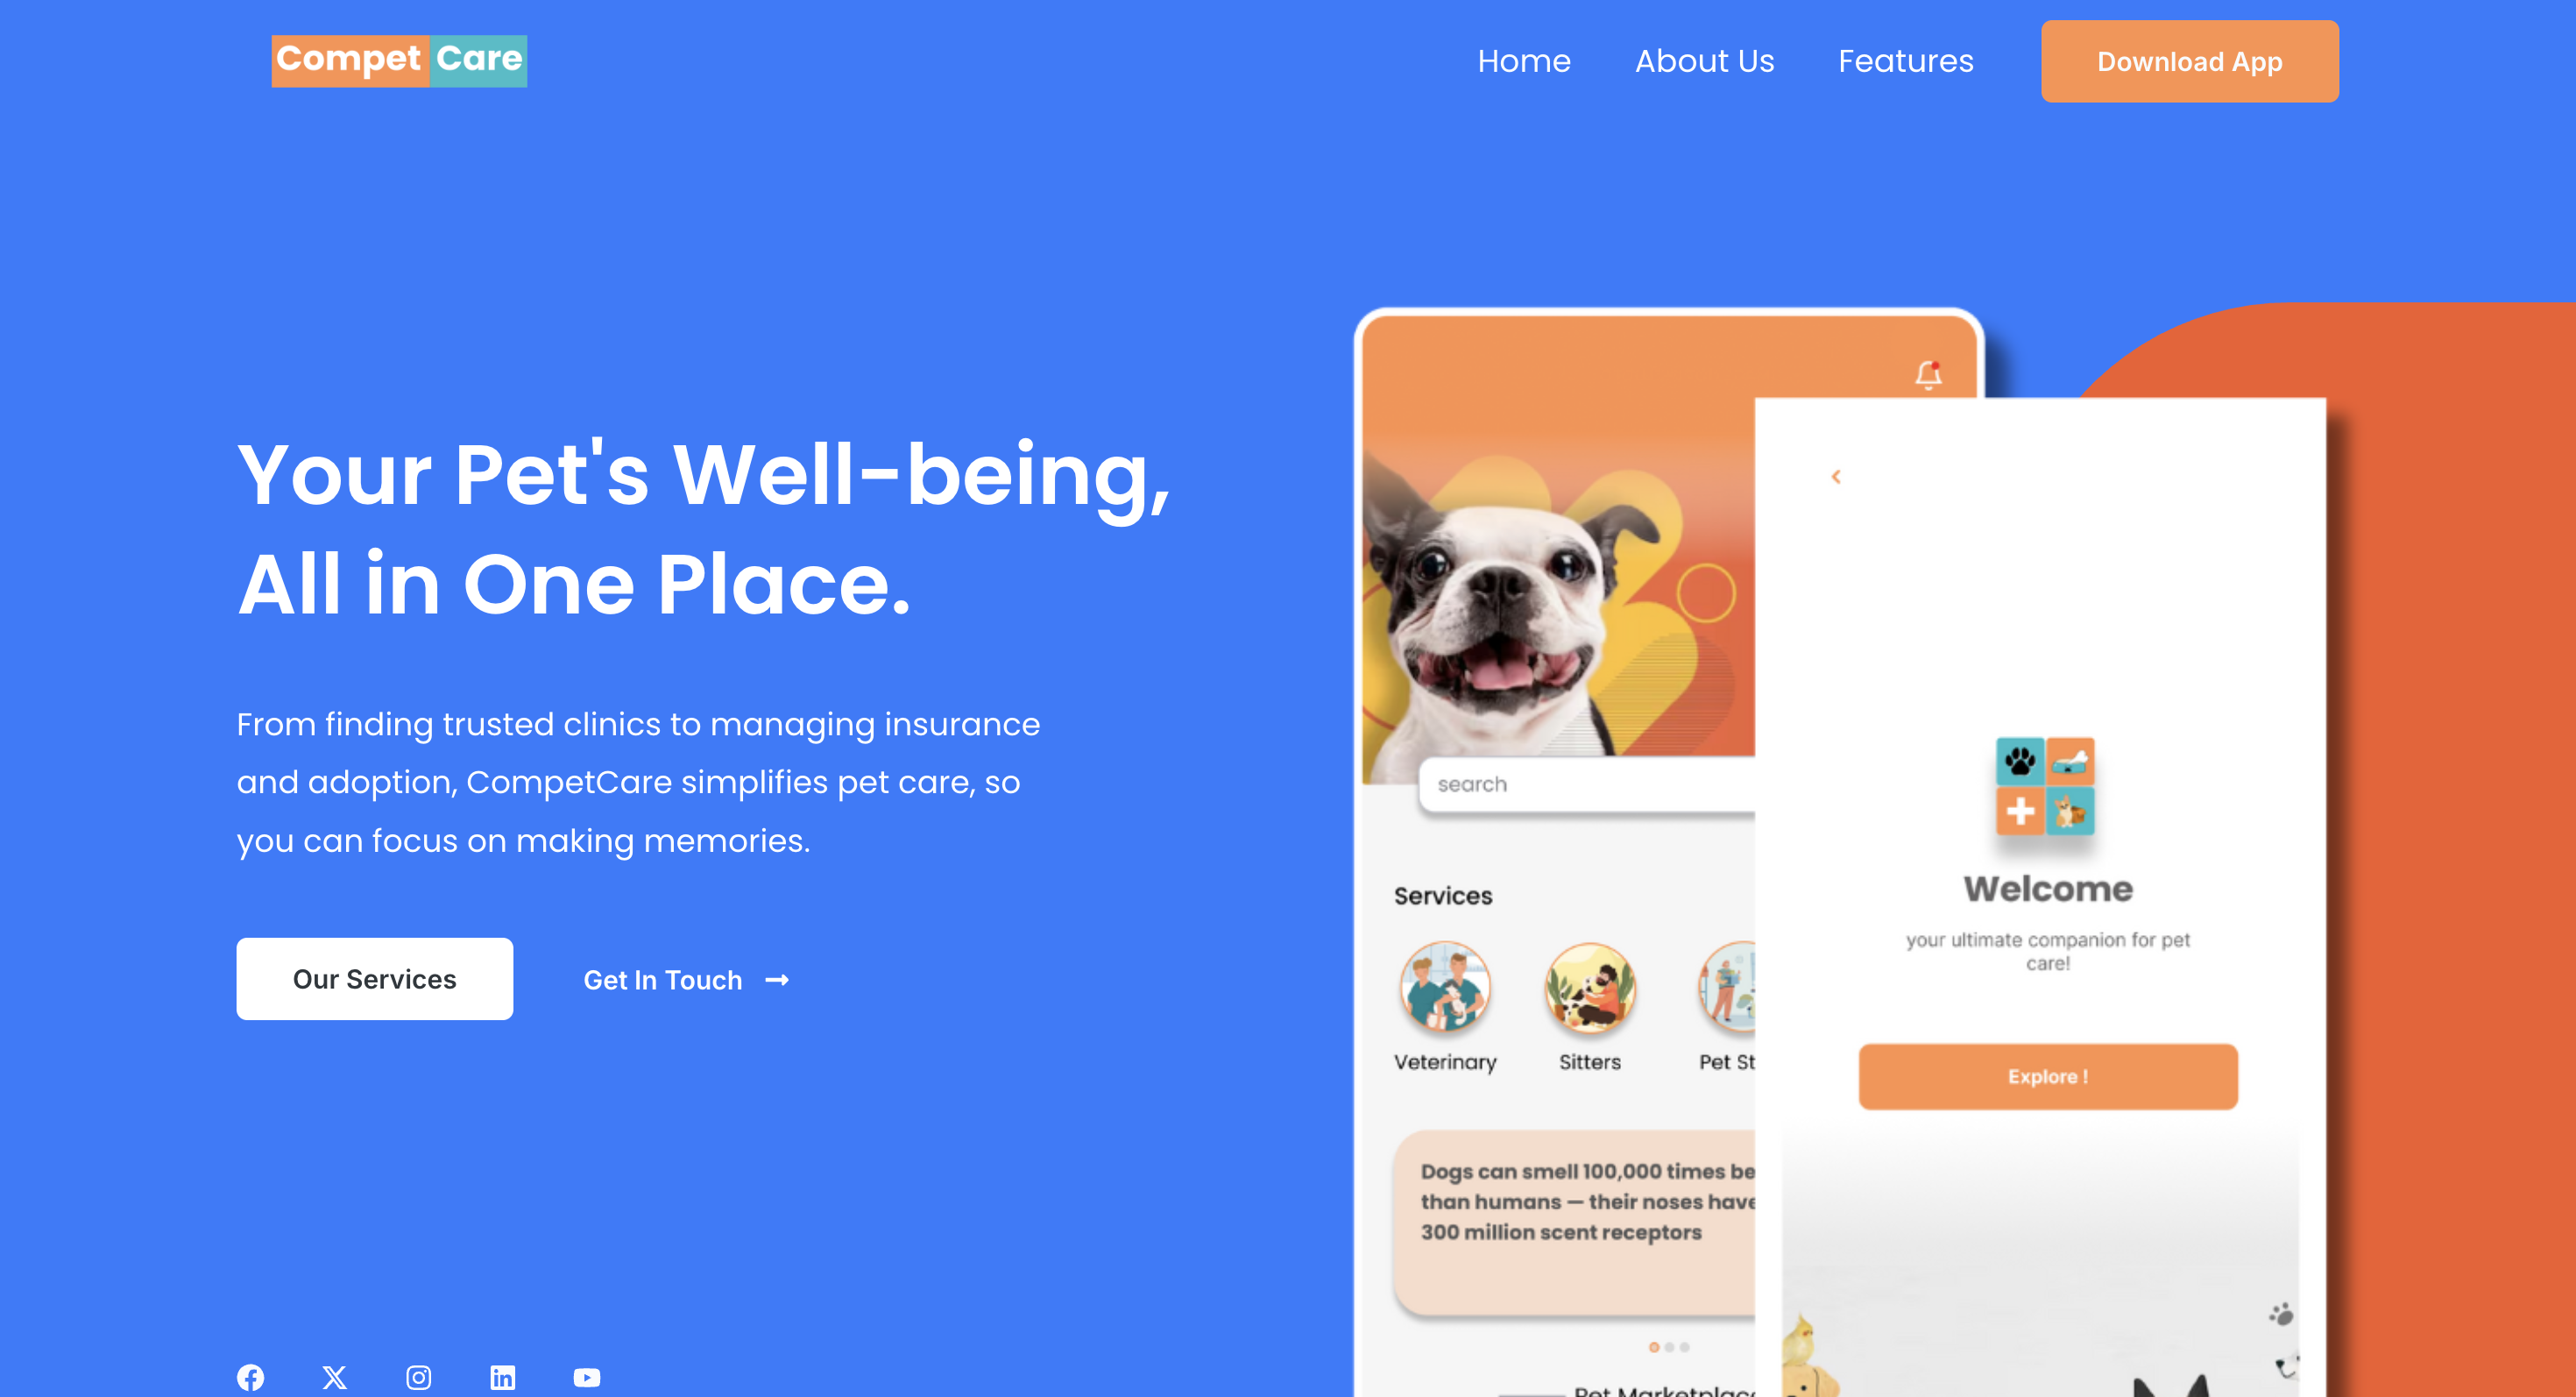 Compet Care
Home
About Us
Features
Download App
Your Pet's Well-being,
All in One Place.
From finding trusted clinics to managing insurance
and adoption, CompetCare simplifies pet care, so
you can focus on making memories.
Our Services
Get In Touch
search
Services
Veterinary
Sitters
Pet
Dogs can smell 100,000 times
than humans — their noses have
300 million scent receptors
Pet Marketplace
Welcome
your ultimate companion for pet
care!
Explore !